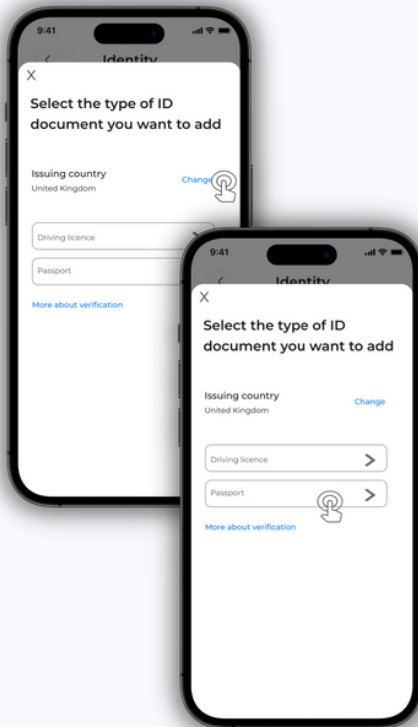 9:41
Identity
X
Select the type of ID
document you want to add
Issuing country
United Kingdom
Change
Driving licence
Passport
More about verification
9:41
Identity
X
Select the type of ID
document you want to add
Issuing country
United Kingdom
Change
Driving licence
Passport
More about verification